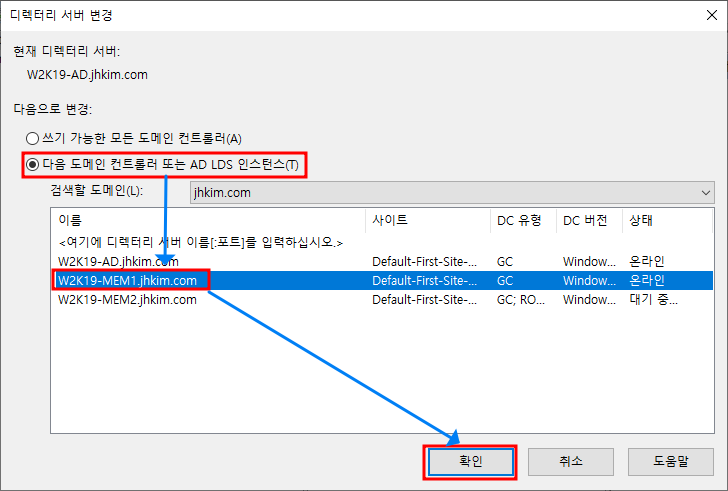 디렉터리 서버 변경
현재 디렉터리 서버:
W2K19-AD.jhkim.com
다음으로 변경:
쓰기 가능한 모든 도메인 컨트롤러(A)
다음 도메인 컨트롤러 또는 AD LDS 인스턴스(T)
검색할 도메인(L): jhkim.com
이름 사이트 DC 유형 DC 버전 상태
<여기에 디렉터리 서버 이름[:포트]를 입력하십시오.>
W2K19-AD.jhkim.com Default-First-Site-... GC Window... 온라인
W2K19-MEM1.jhkim.com Default-First-Site-... GC Window... 온라인
W2K19-MEM2.jhkim.com Default-First-Site-... GC; RO... Window... 대기 중...
확인 취소 도움말